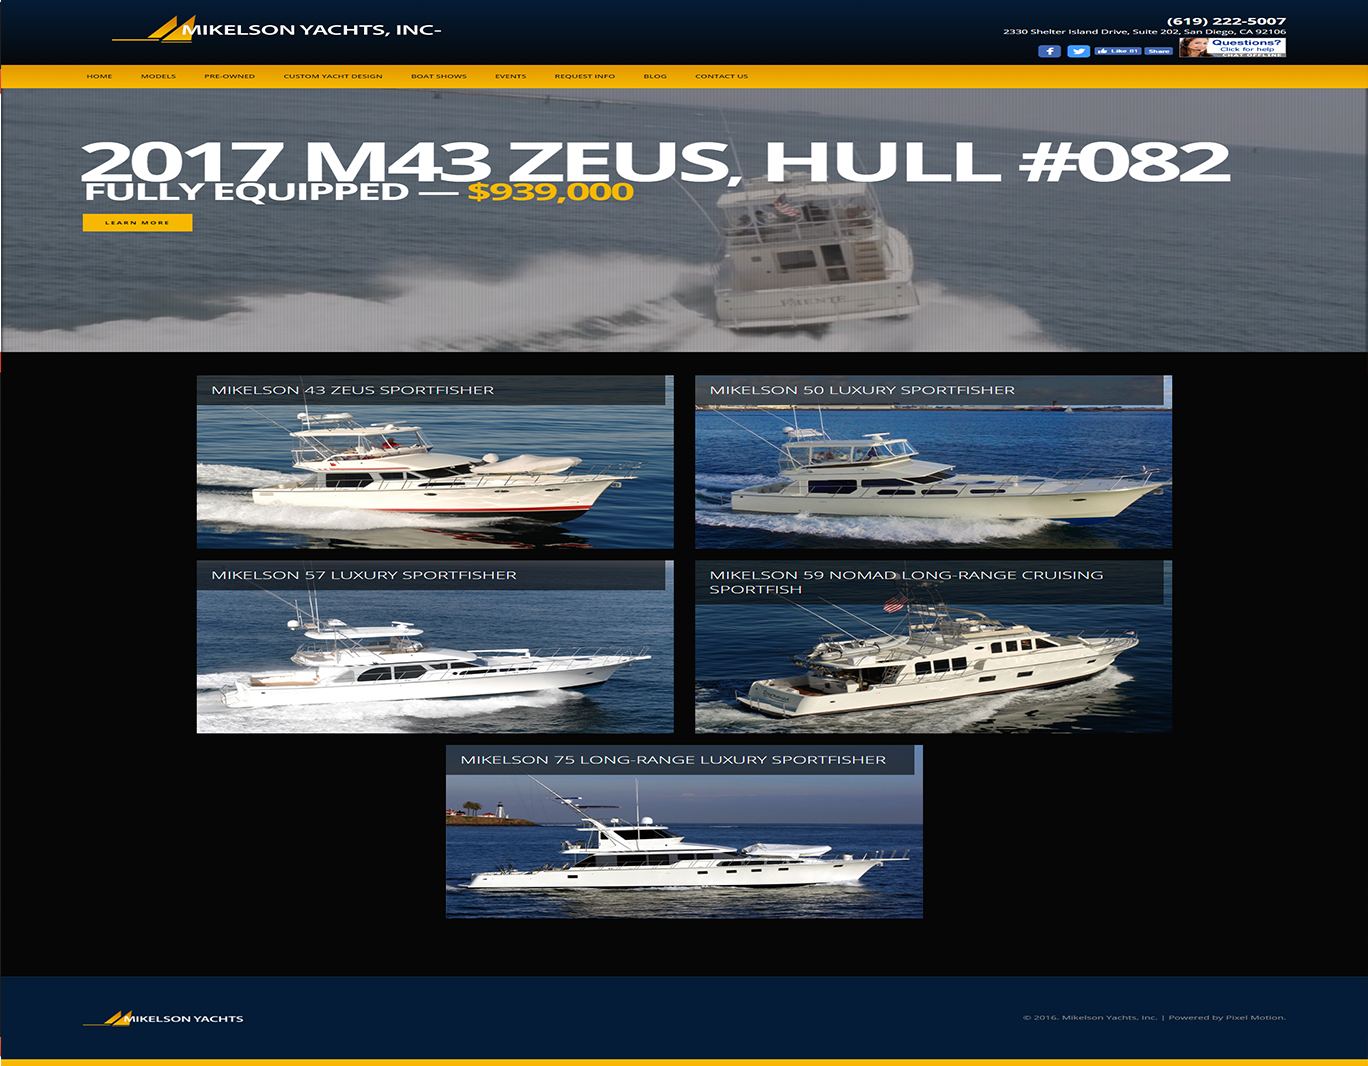 MIKELSON YACHTS, INC-
(619) 222-5007
2330 Shelter Island Drive, Suite 202, San Diego, CA 92106
Like 81
Share
Questions?
Click for help
CHAT OFFLINE
HOME MODELS PRE-OWNED CUSTOM YACHT DESIGN BOAT SHOWS EVENTS REQUEST INFO BLOG CONTACT US
2017 M43 ZEUS, HULL #082
FULLY EQUIPPED — $939,000
LEARN MORE
MIKELSON 43 ZEUS SPORTFISHER
MIKELSON 50 LUXURY SPORTFISHER
MIKELSON 57 LUXURY SPORTFISHER
MIKELSON 59 NOMAD LONG-RANGE CRUISING
SPORTFISH
MIKELSON 75 LONG-RANGE LUXURY SPORTFISHER
MIKELSON YACHTS
© 2016. Mikelson Yachts, Inc. | Powered by Pixel Motion.